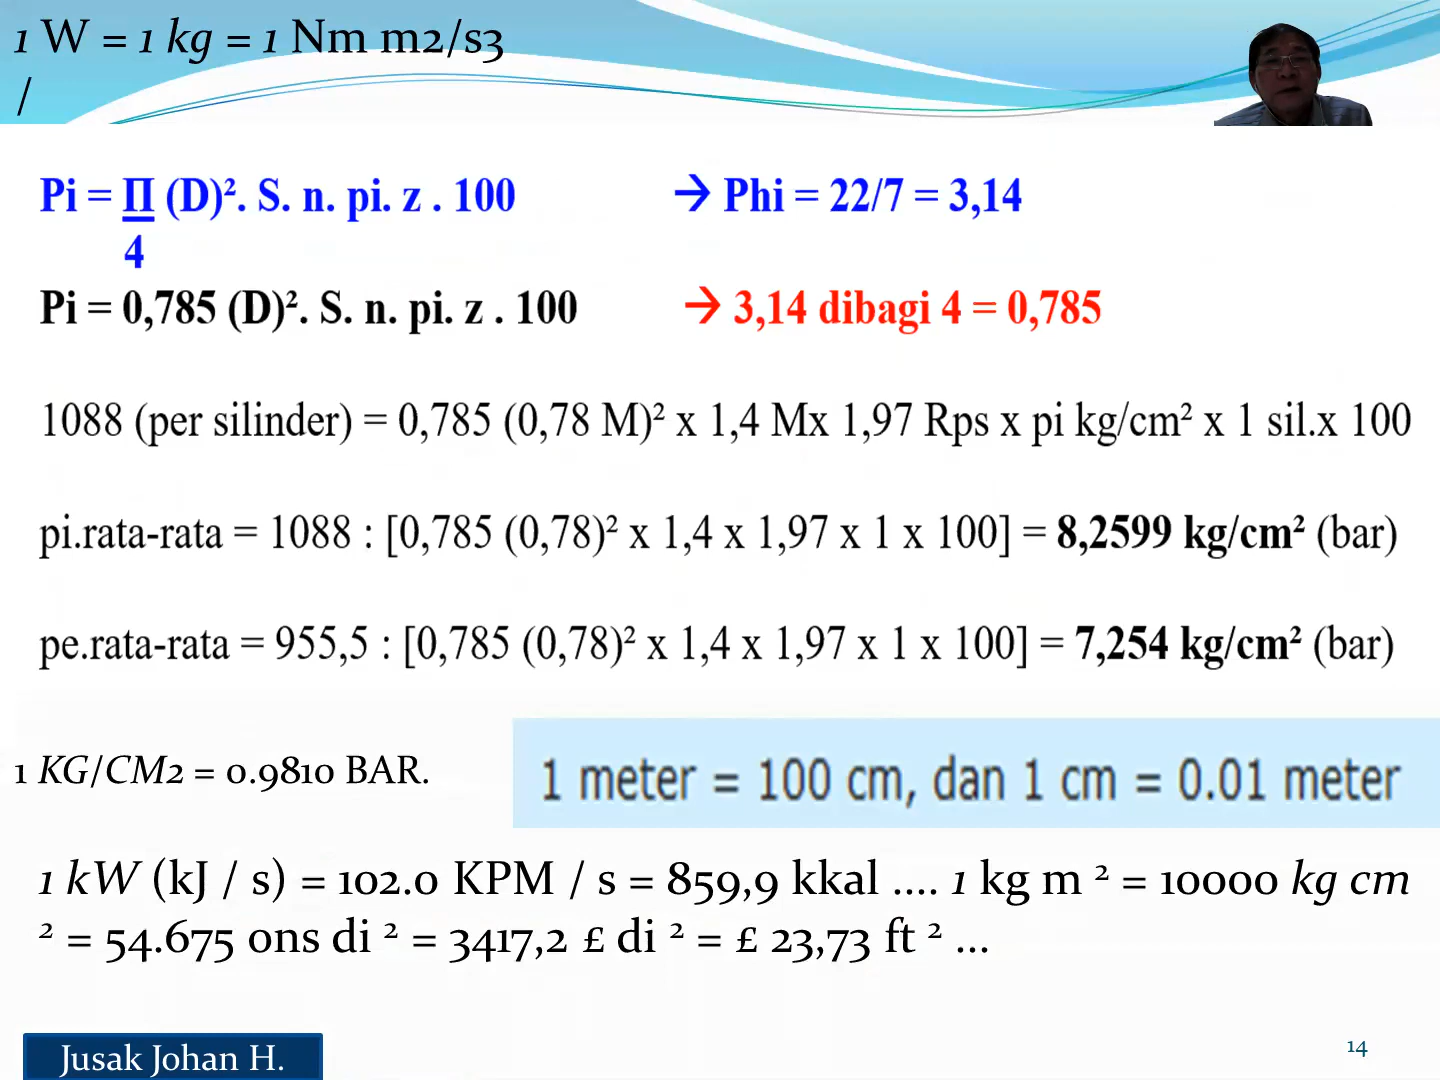 1 W = 1 kg = 1 Nm m2/s3
/
Pi = Π (D)². S. n. pi. z . 100 → Phi = 22/7 = 3,14
4
Pi = 0,785 (D)². S. n. pi. z . 100 → 3,14 dibagi 4 = 0,785
1088 (per silinder) = 0,785 (0,78 M)² x 1,4 Mx 1,97 Rps x pi kg/cm² x 1 sil.x 100
pi.rata-rata = 1088 : [0,785 (0,78)² x 1,4 x 1,97 x 1 x 100] = 8,2599 kg/cm² (bar)
pe.rata-rata = 955,5 : [0,785 (0,78)² x 1,4 x 1,97 x 1 x 100] = 7,254 kg/cm² (bar)
1 KG/CM2 = 0.9810 BAR.
1 meter = 100 cm, dan 1 cm = 0.01 meter
1 kW (kJ / s) = 102.0 KPM / s = 859,9 kkal .... 1 kg m ² = 10000 kg cm
² = 54.675 ons di ² = 3417,2 £ di ² = £ 23,73 ft ² ...
Jusak Johan H.
14